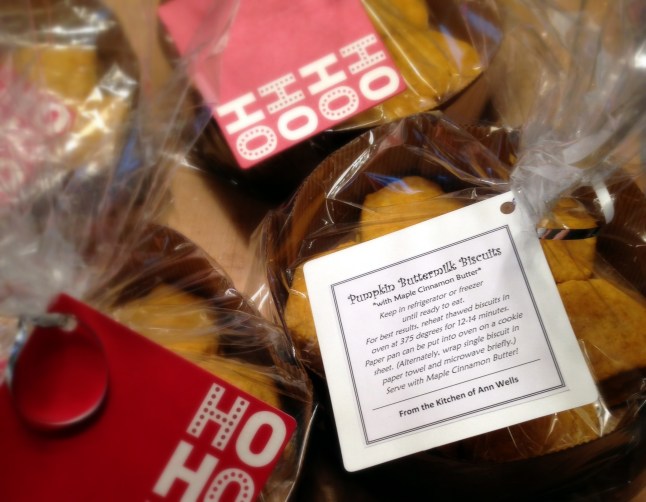 HO
HO
HO
HO
Pumpkin Buttermilk Biscuits
*with Maple Cinnamon Butter*
Keep in refrigerator or freezer
until ready to eat.
For best results, reheat thawed biscuits in
oven at 375 degrees for 12-14 minutes.
Paper pan can be put into oven on a cookie
sheet. (Alternately, wrap single biscuit in
paper towel and microwave briefly.)
Serve with Maple Cinnamon Butter!
From the Kitchen of Ann Wells
HO
HO